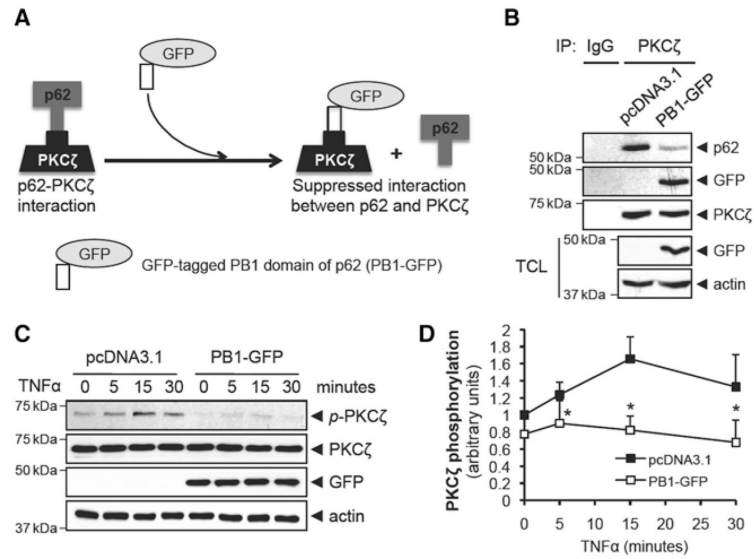 A
GFP
p62
PKCζ
p62-PKCζ
interaction
GFP
PKCζ
+
p62
Suppressed interaction
between p62 and PKCζ
GFP
GFP-tagged PB1 domain of p62 (PB1-GFP)
B
IP: IgG PKCζ
pcDNA3.1
PB1-GFP
50 kDa p62
50 kDa GFP
75 kDa PKCζ
TCL
50 kDa GFP
37 kDa actin
C
pcDNA3.1 PB1-GFP
TNFα 0 5 15 30 0 5 15 30 minutes
75 kDa p-PKCζ
75 kDa PKCζ
50 kDa GFP
37 kDa actin
D
PKCζ phosphorylation
(arbitrary units)
2
1.8
1.6
1.4
1.2
1
0.8
0.6
0.4
0.2
0
* * *
pcDNA3.1
PB1-GFP
0 5 10 15 20 25 30
TNFα (minutes)